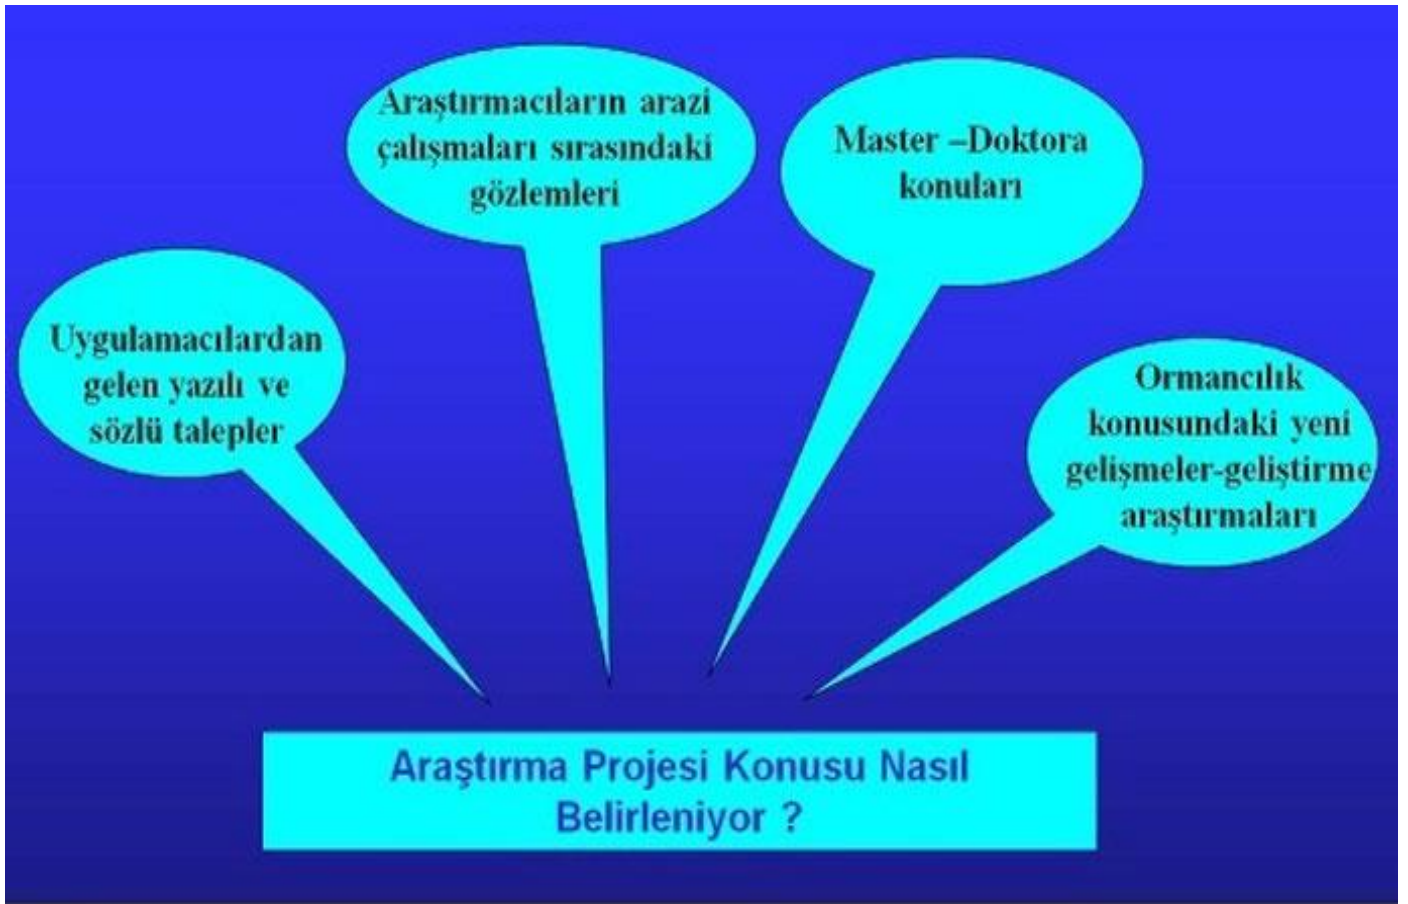 Araştırmacıların arazi
çalışmaları sırasındaki
gözlemleri
Master –Doktora
konuları
Uygulamacılardan
gelen yazılı ve
sözlü talepler
Ormancılık
konusundaki yeni
gelişmeler-geliştirme
araştırmaları
Araştırma Projesi Konusu Nasıl
Belirleniyor ?